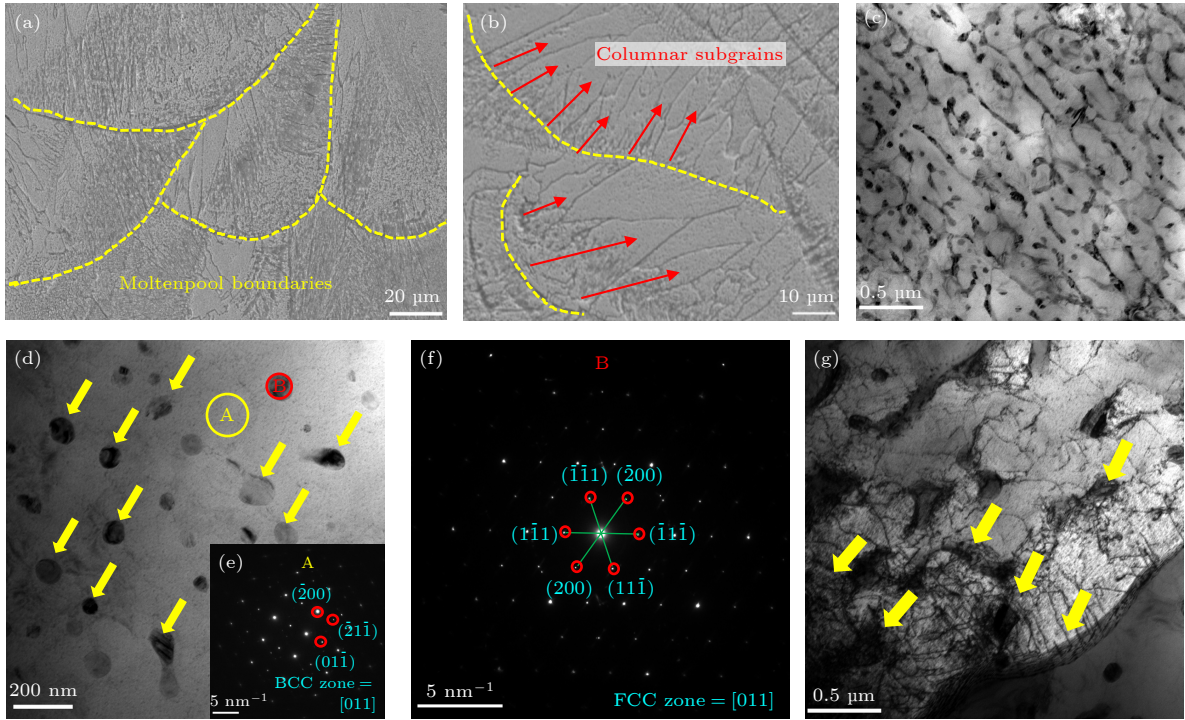 (a)
Moltenpool boundaries
20 µm
(b)
Columnar subgrains
10 µm
(c)
0.5 µm
(d)
A
B
200 nm
(e)
A
(2̄00)
(2̄11̄)
(011̄)
BCC zone =
[011]
5 nm⁻¹
(f)
B
(1̄1̄1)
(2̄00)
(11̄1)
(1̄11̄)
(200)
(111̄)
5 nm⁻¹
FCC zone = [011]
(g)
0.5 µm